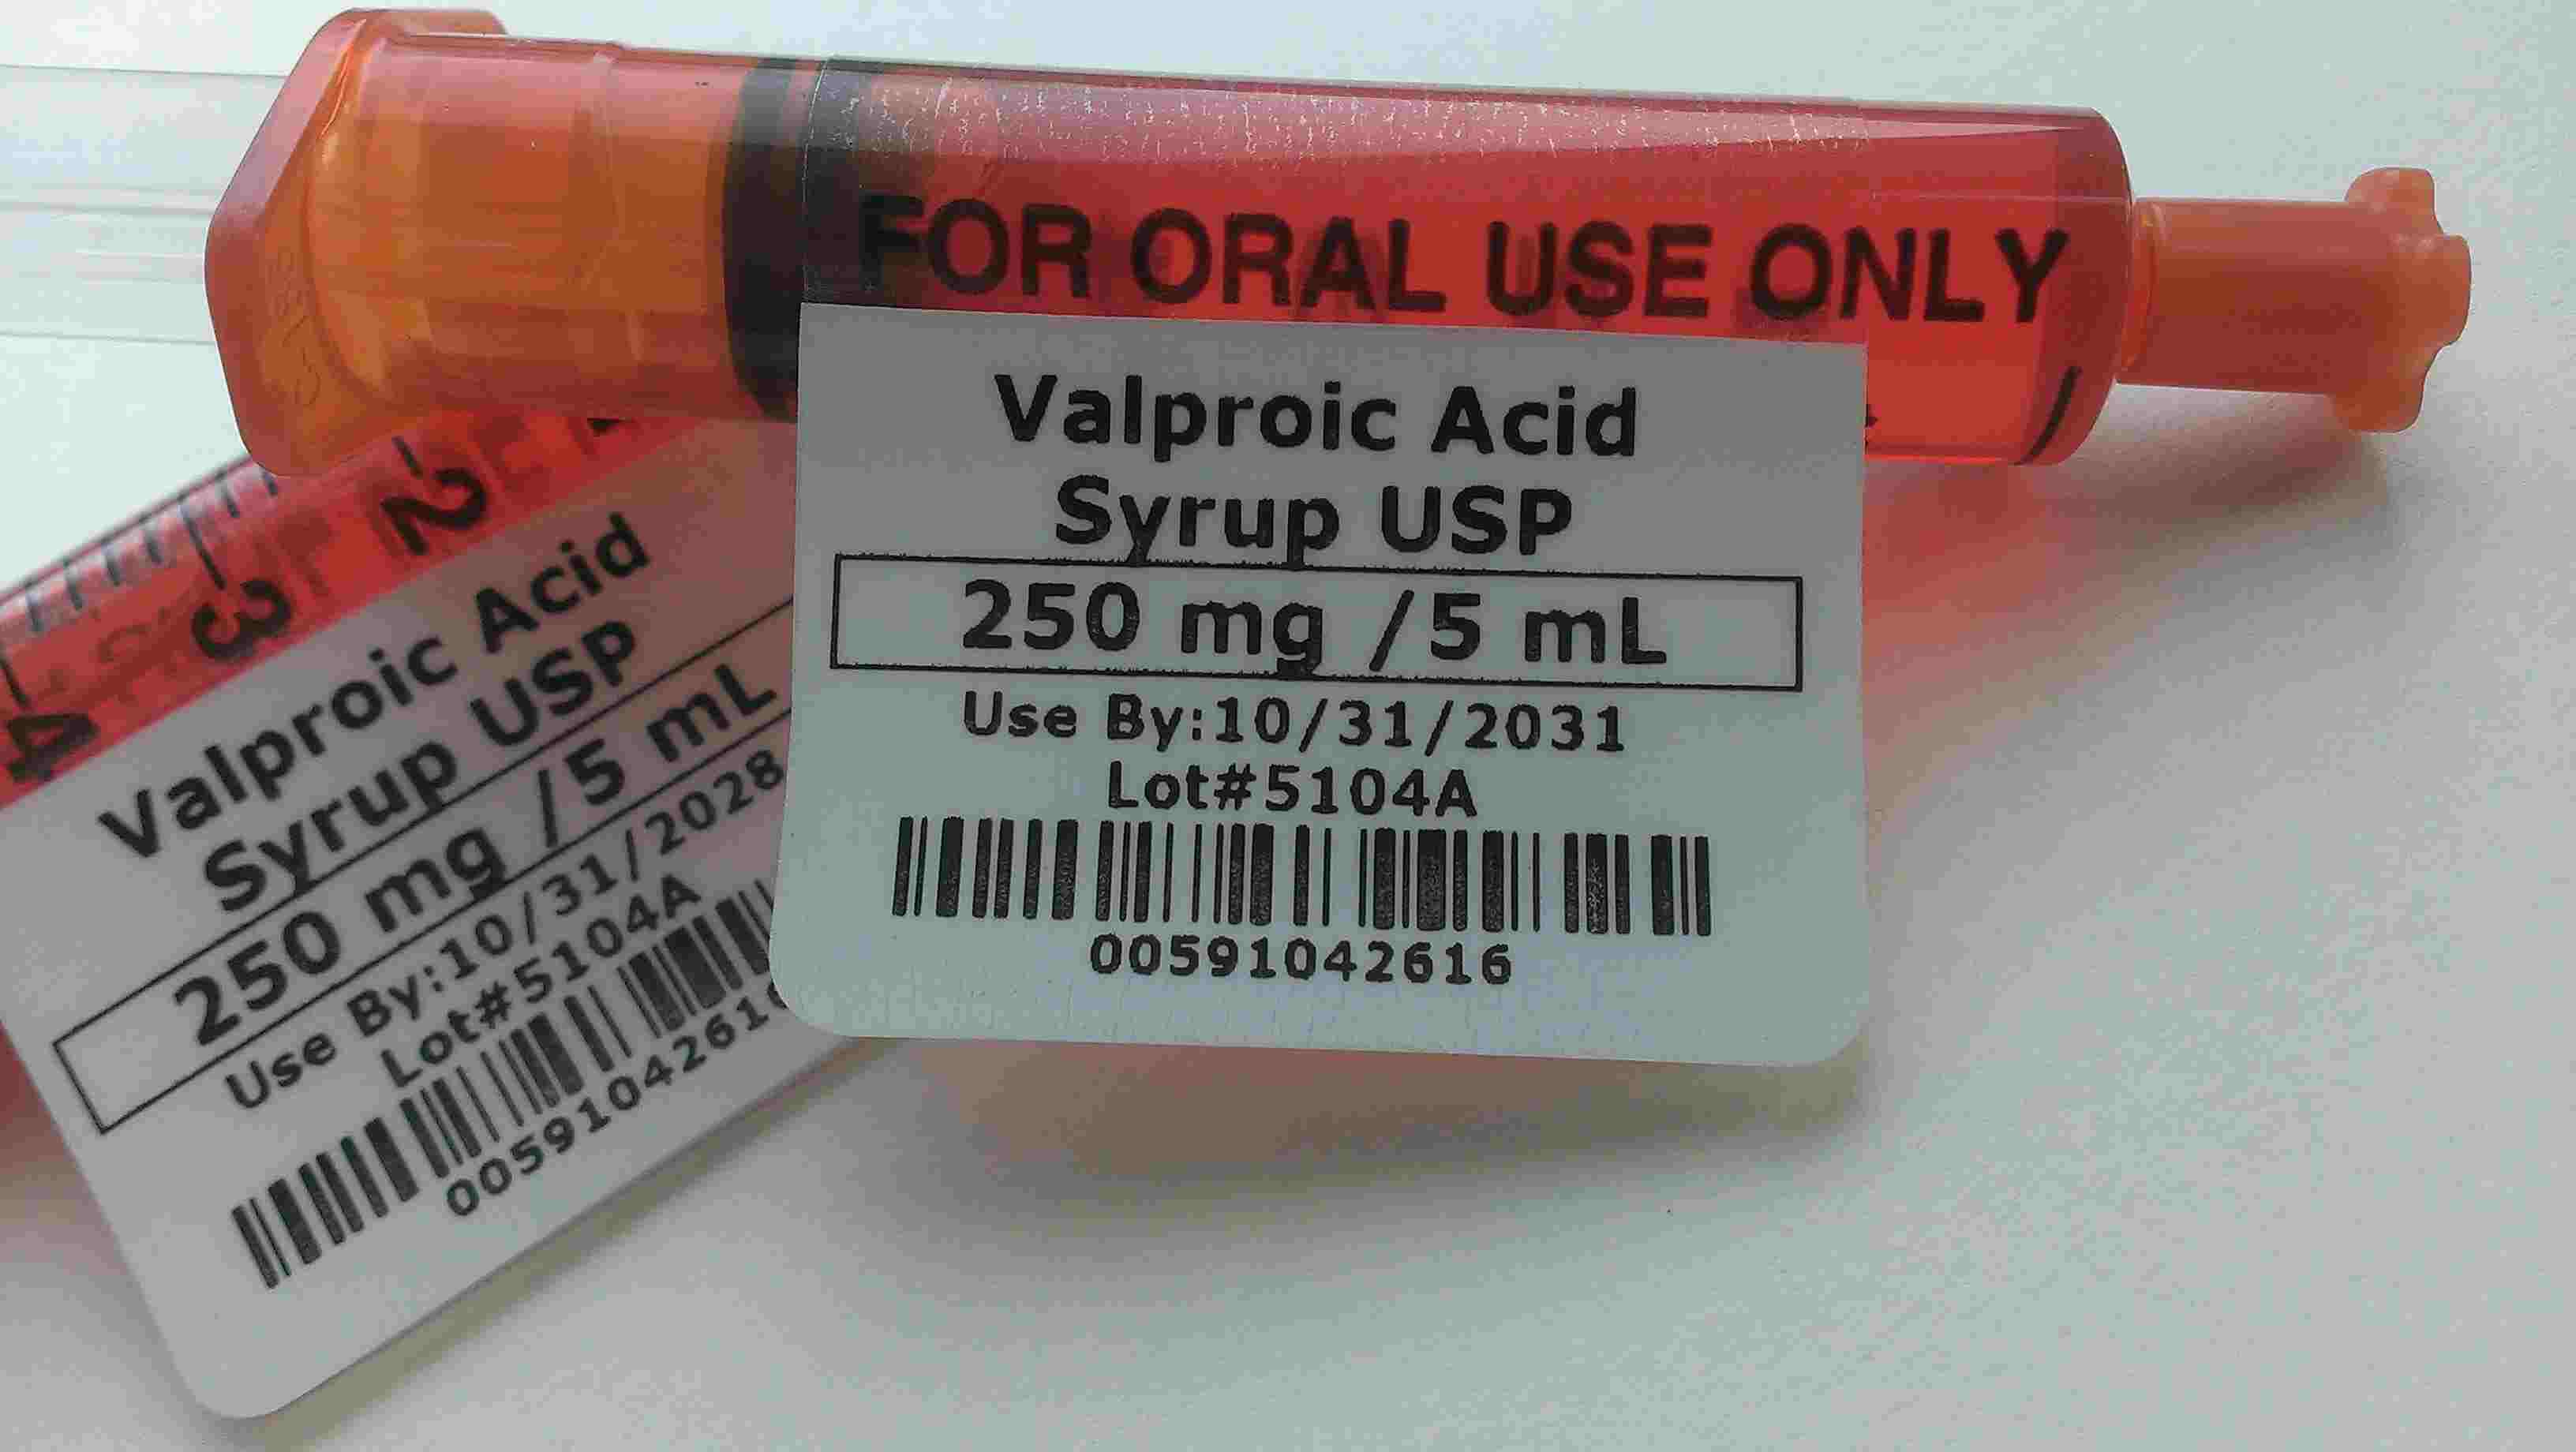 FOR ORAL USE ONLY
Valproic Acid
Syrup USP
250 mg /5 mL
Use By:10/31/2031
Lot#5104A
00591042616
2
3
4
Valproic Acid
Syrup USP
250 mg /5 mL
Use By:10/31/2028
Lot#5104A
0059104261